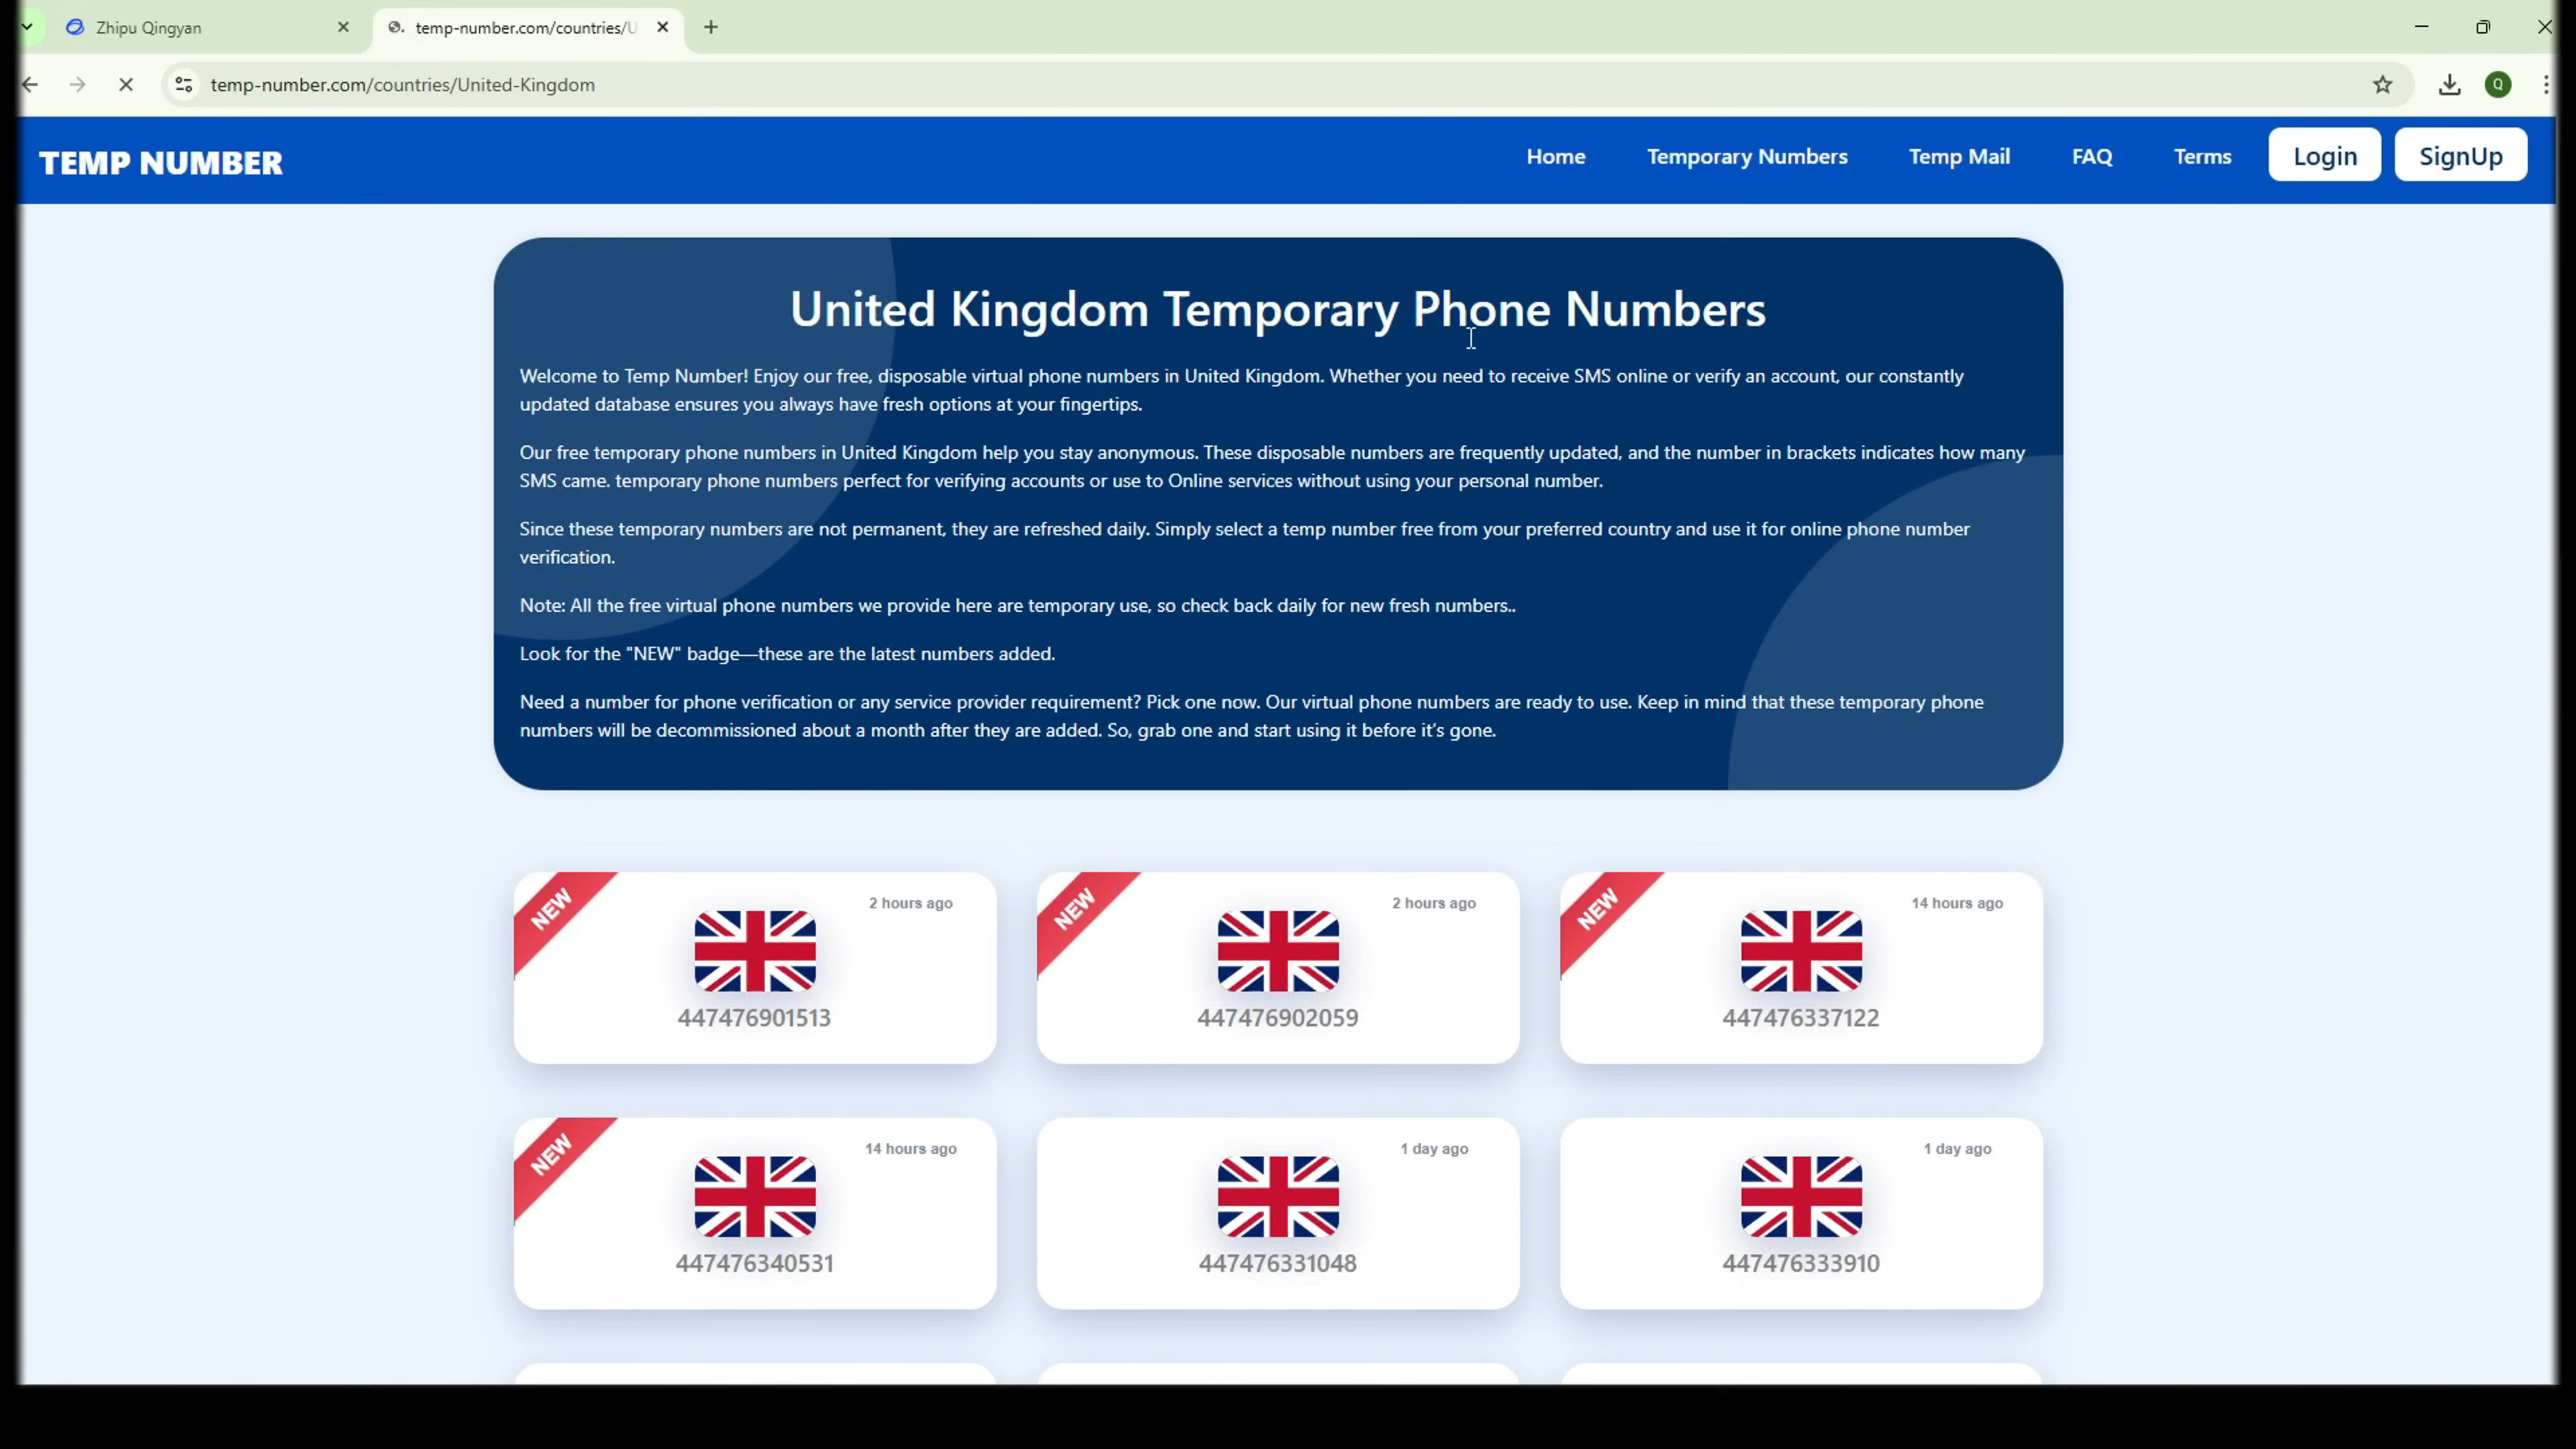 Zhipu Qingyan
temp-number.com/countries/U
temp-number.com/countries/United-Kingdom
Q
TEMP NUMBER
Home
Temporary Numbers
Temp Mail
FAQ
Terms
Login
SignUp
United Kingdom Temporary Phone Numbers
Welcome to Temp Number! Enjoy our free, disposable virtual phone numbers in United Kingdom. Whether you need to receive SMS online or verify an account, our constantly
updated database ensures you always have fresh options at your fingertips.
Our free temporary phone numbers in United Kingdom help you stay anonymous. These disposable numbers are frequently updated, and the number in brackets indicates how many
SMS came. temporary phone numbers perfect for verifying accounts or use to Online services without using your personal number.
Since these temporary numbers are not permanent, they are refreshed daily. Simply select a temp number free from your preferred country and use it for online phone number
verification.
Note: All the free virtual phone numbers we provide here are temporary use, so check back daily for new fresh numbers..
Look for the "NEW" badge—these are the latest numbers added.
Need a number for phone verification or any service provider requirement? Pick one now. Our virtual phone numbers are ready to use. Keep in mind that these temporary phone
numbers will be decommissioned about a month after they are added. So, grab one and start using it before it's gone.
NEW
2 hours ago
447476901513
NEW
2 hours ago
447476902059
NEW
14 hours ago
447476337122
NEW
14 hours ago
447476340531
1 day ago
447476331048
1 day ago
447476333910